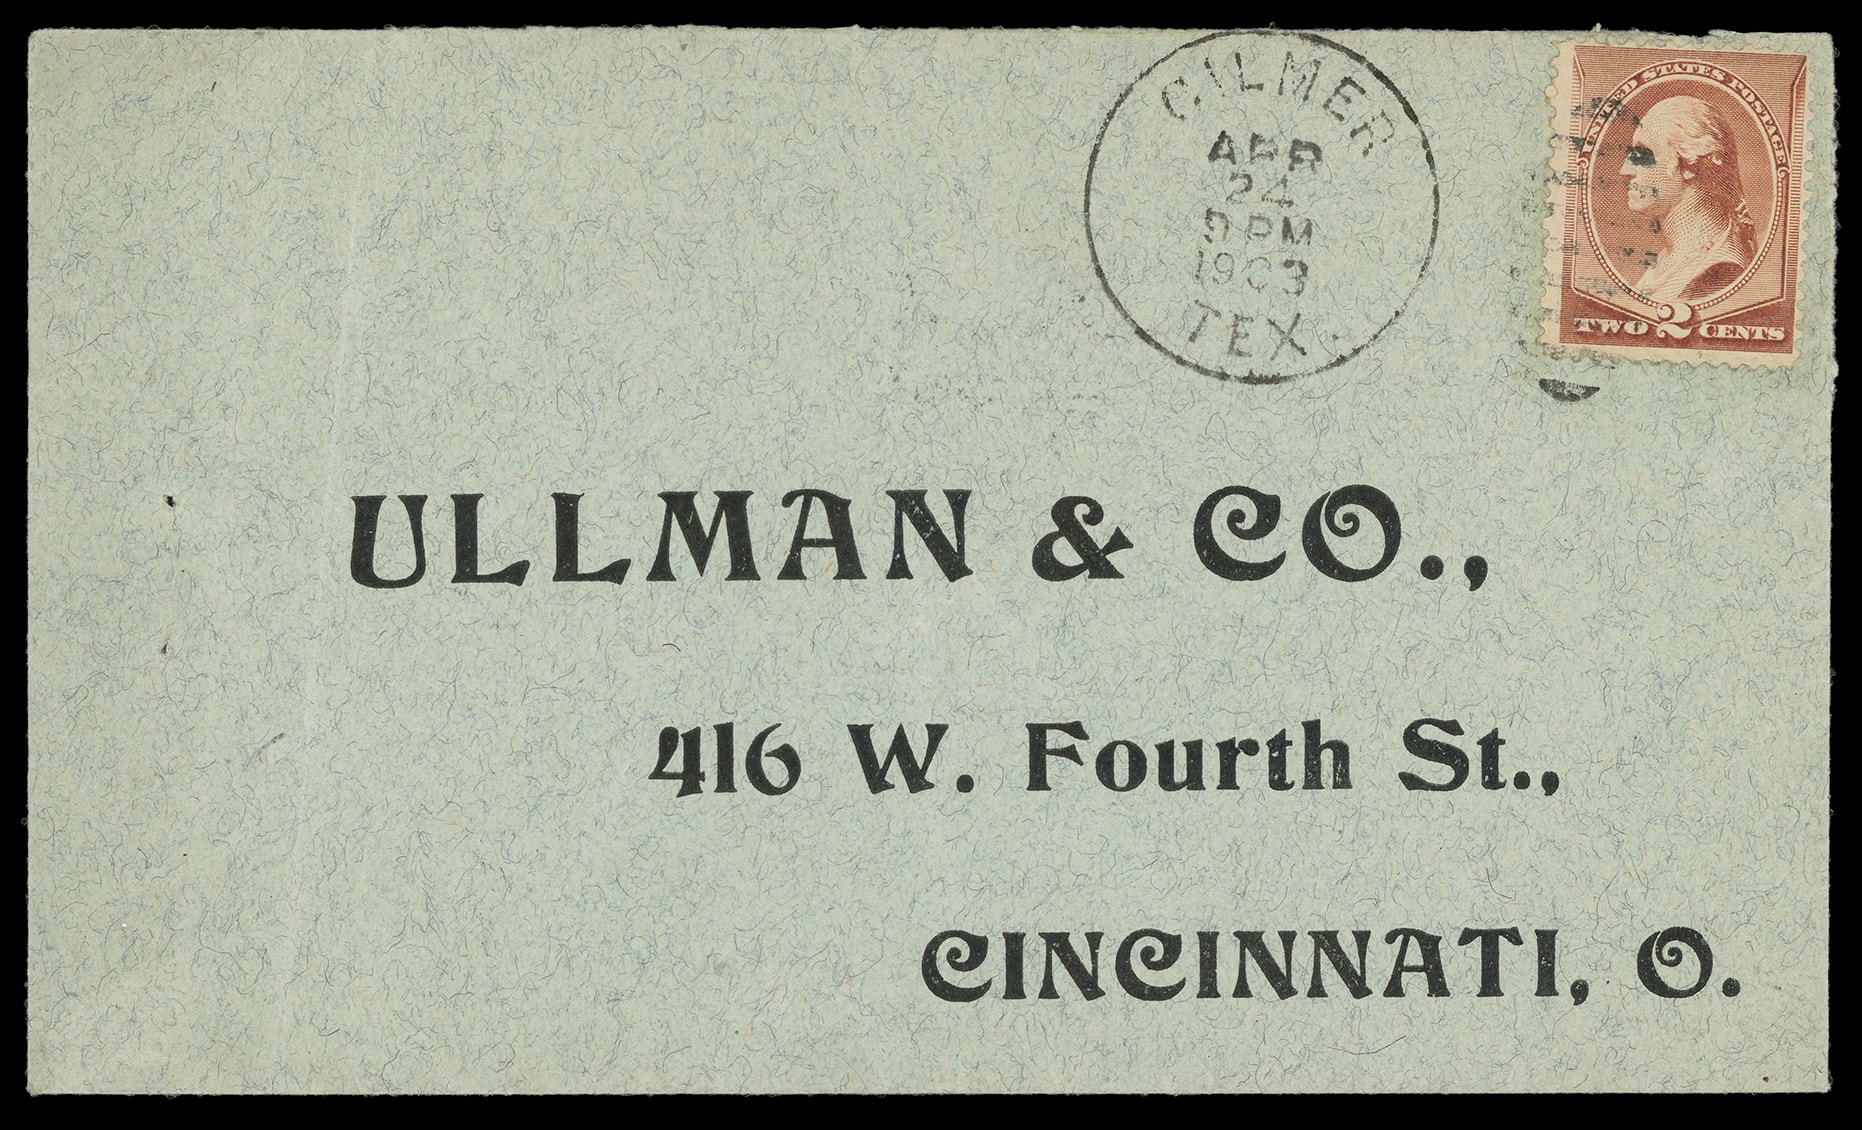 GILMER
APR
24
9 PM
1903
TEX.
UNITED STATES POSTAGE
TWO 2 CENTS
ULLMAN & CO.,
416 W. Fourth St.,
CINCINNATI, O.